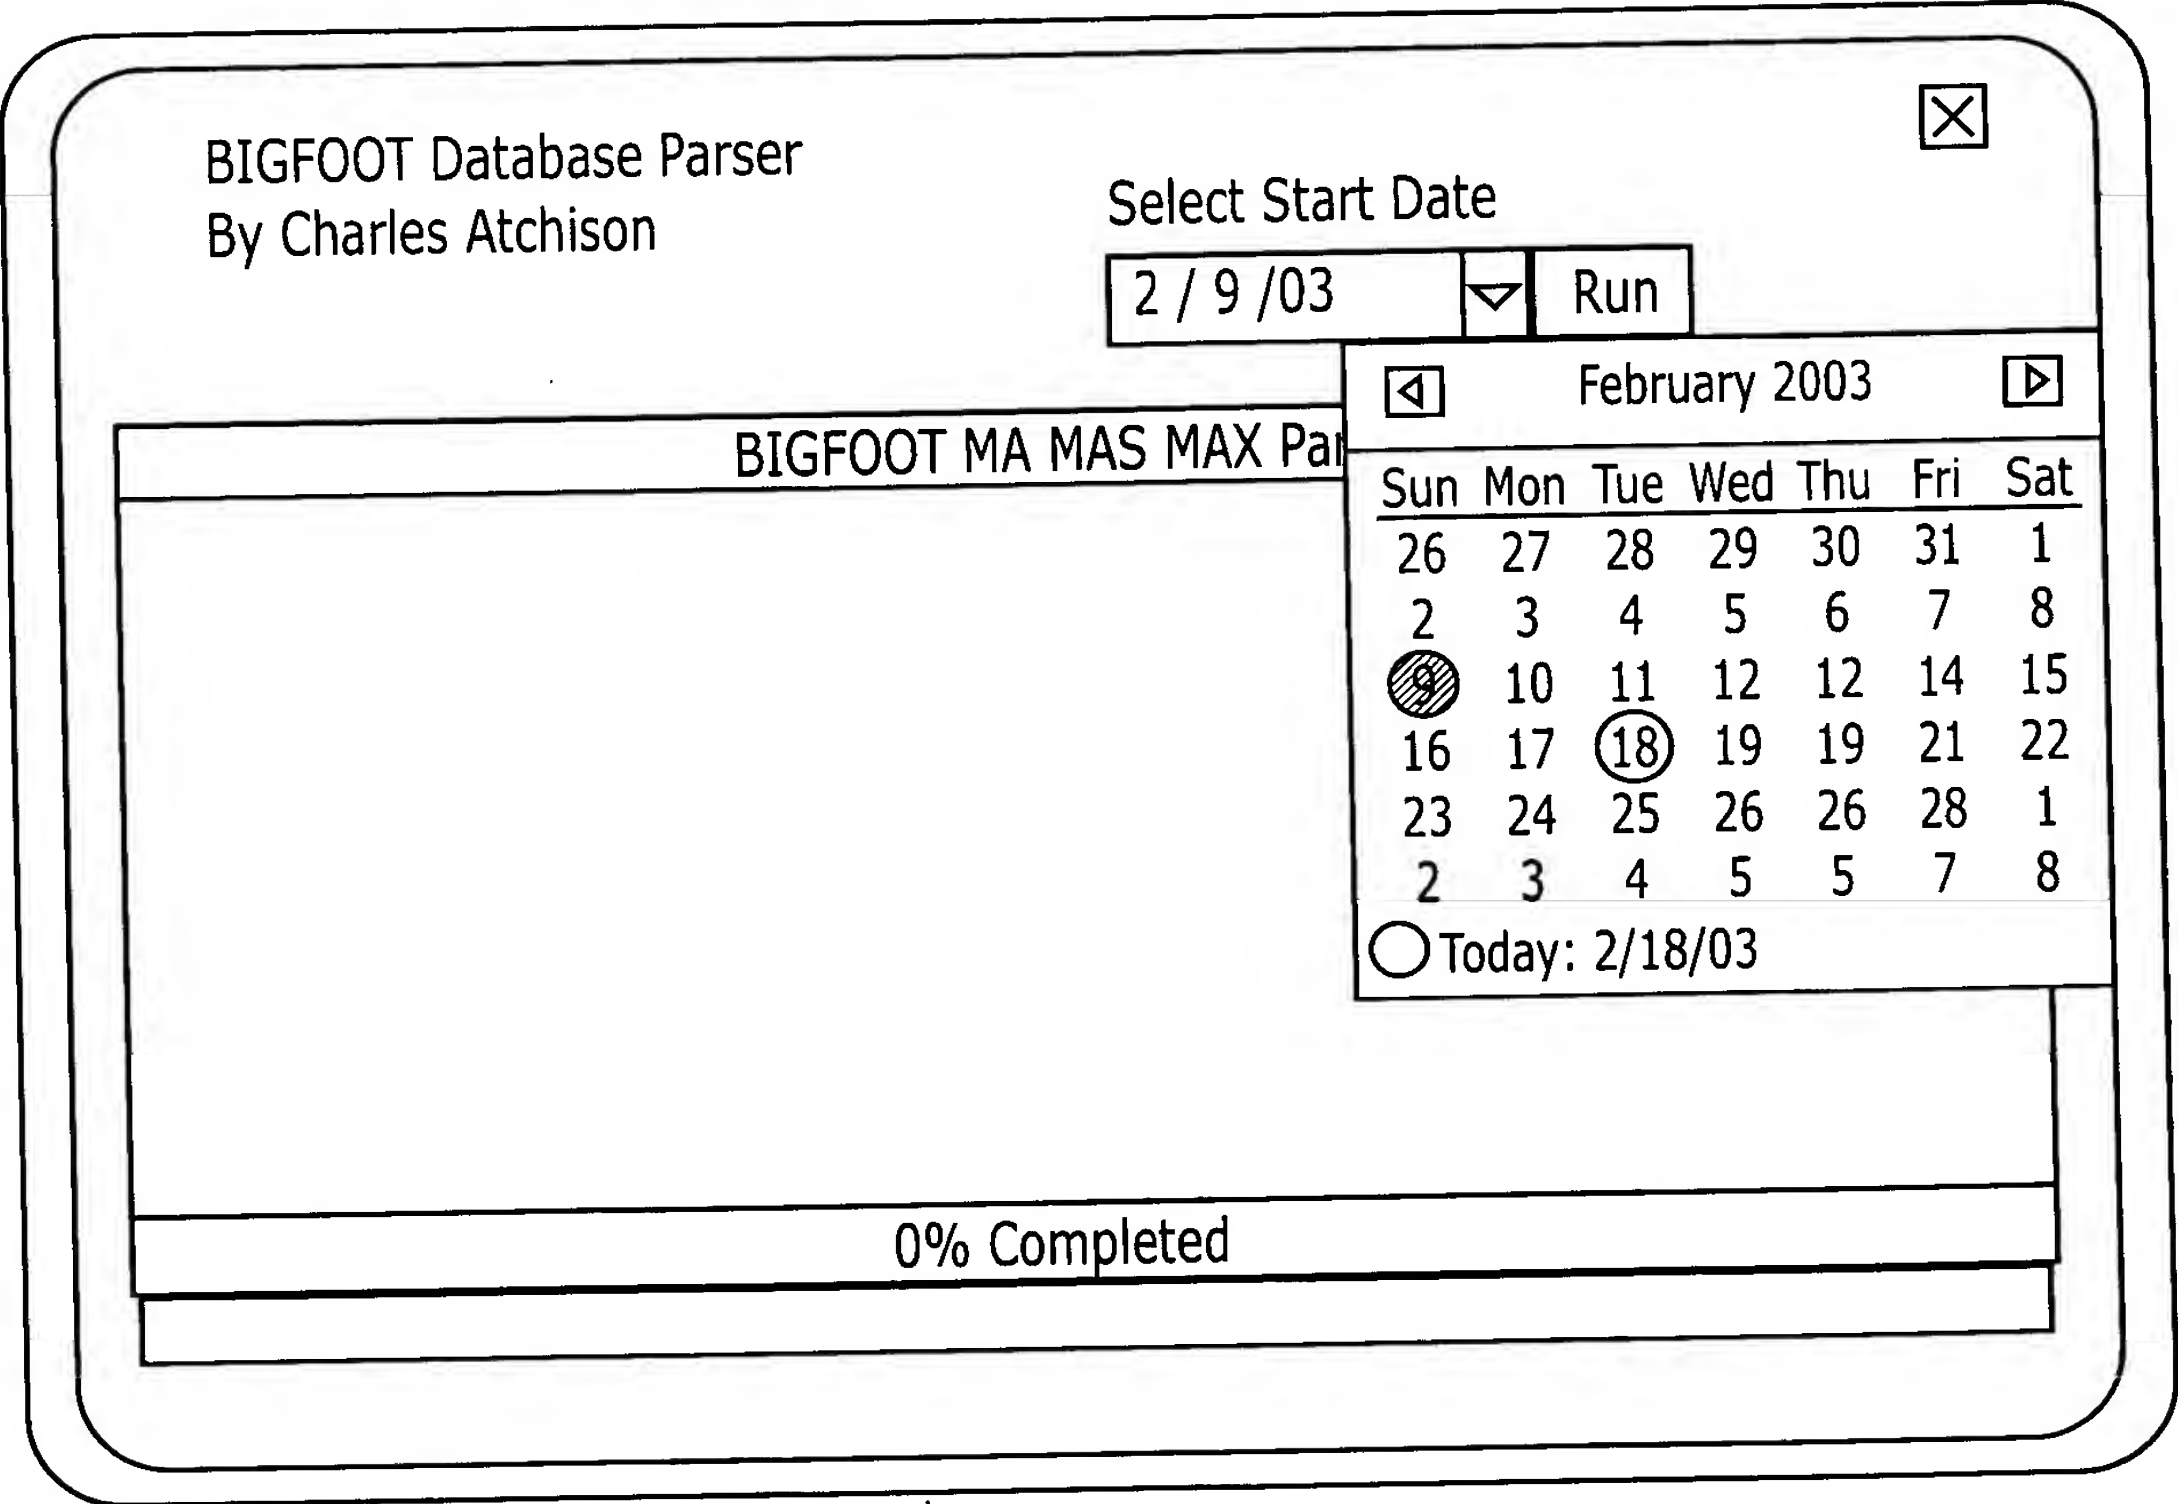 BIGFOOT Database Parser
By Charles Atchison
Select Start Date
2 / 9 /03
Run
February 2003
BIGFOOT MA MAS MAX Par
Sun Mon Tue Wed Thu Fri Sat
26 27 28 29 30 31 1
2 3 4 5 6 7 8
9 10 11 12 12 14 15
16 17 18 19 19 21 22
23 24 25 26 26 28 1
2 3 4 5 5 7 8
Today: 2/18/03
0% Completed